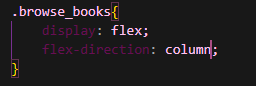 .browse_books{
display: flex;
flex-direction: column;
}